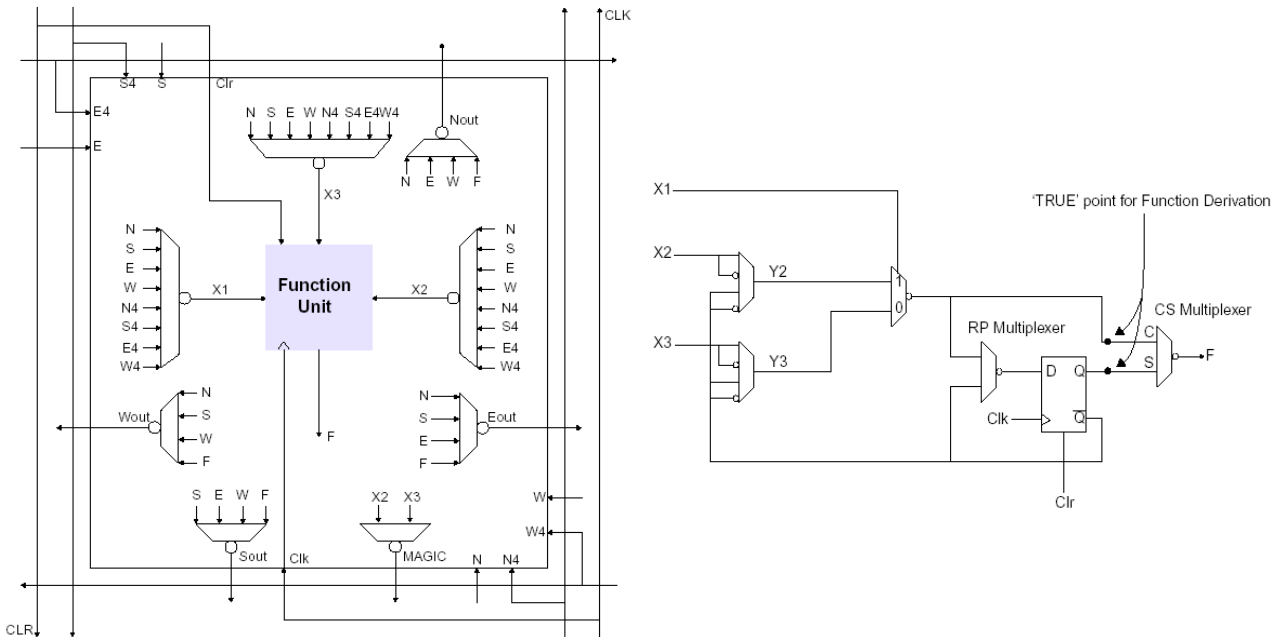 CLK
S4 S Clr
E4
E
N S E W N4 S4 E4 W4
X3
Nout
N E W F
N
S
E
W
N4
S4
E4
W4
X1
Function
Unit
X2
N
S
E
W
N4
S4
E4
W4
Wout
N
S
W
F
F
N
S
E
F
Eout
S E W F
Sout
Clk
X2 X3
MAGIC
N N4
W
W4
CLR
X1
X2
Y2
X3
Y3
1
0
'TRUE' point for Function Derivation
RP Multiplexer
CS Multiplexer
C
S
F
D Q
Clk
Q
Clr